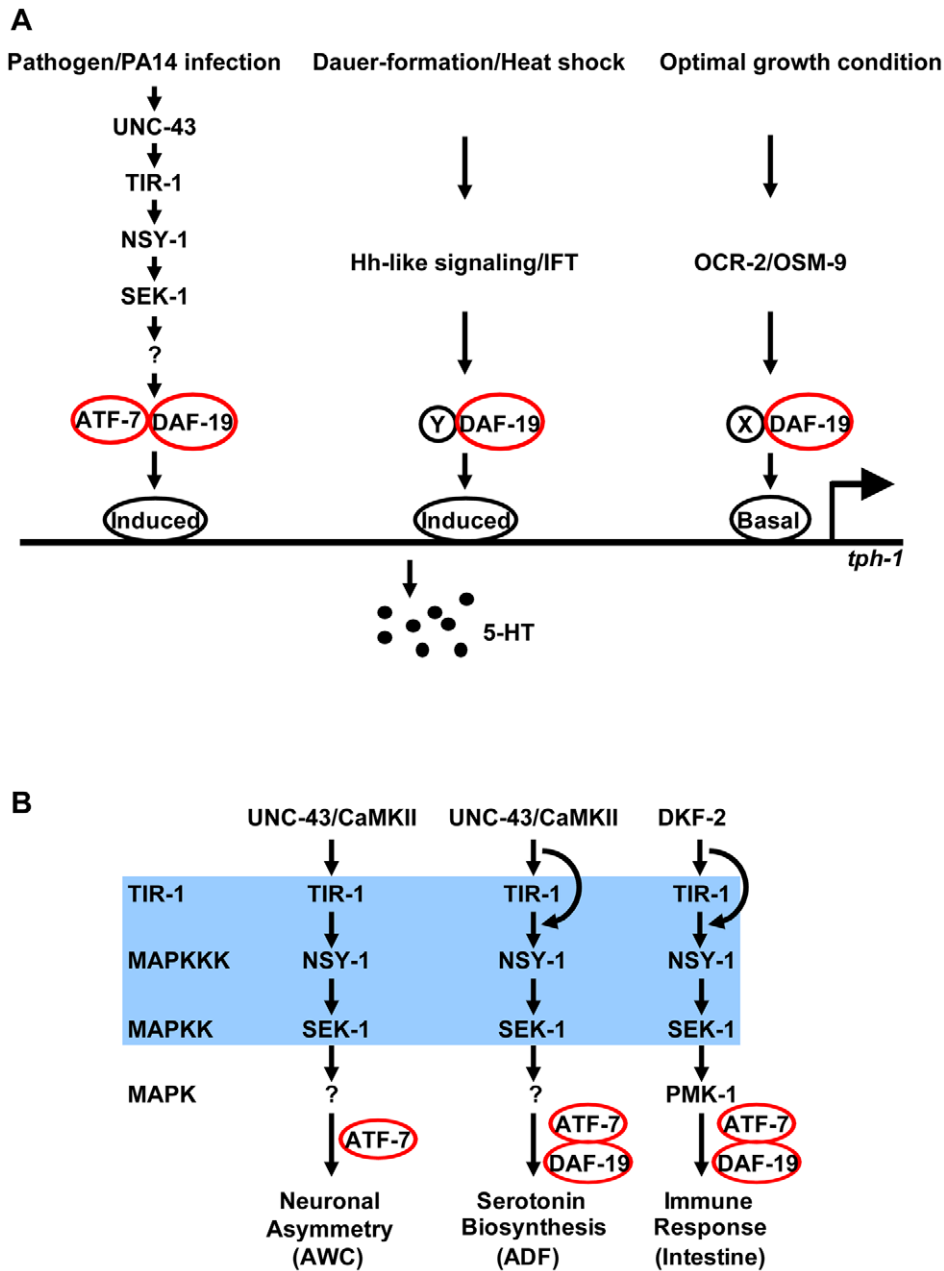 A
Pathogen/PA14 infection Dauer-formation/Heat shock Optimal growth condition
UNC-43
TIR-1
NSY-1
Hh-like signaling/IFT OCR-2/OSM-9
SEK-1
?
ATF-7 DAF-19 Y DAF-19 X DAF-19
Induced Induced Basal
tph-1
5-HT
B
UNC-43/CaMKII UNC-43/CaMKII DKF-2
TIR-1 TIR-1 TIR-1 TIR-1
MAPKKK NSY-1 NSY-1 NSY-1
MAPKK SEK-1 SEK-1 SEK-1
MAPK ? ? PMK-1
ATF-7 ATF-7 ATF-7
DAF-19 DAF-19
Neuronal Serotonin Immune
Asymmetry Biosynthesis Response
(AWC) (ADF) (Intestine)